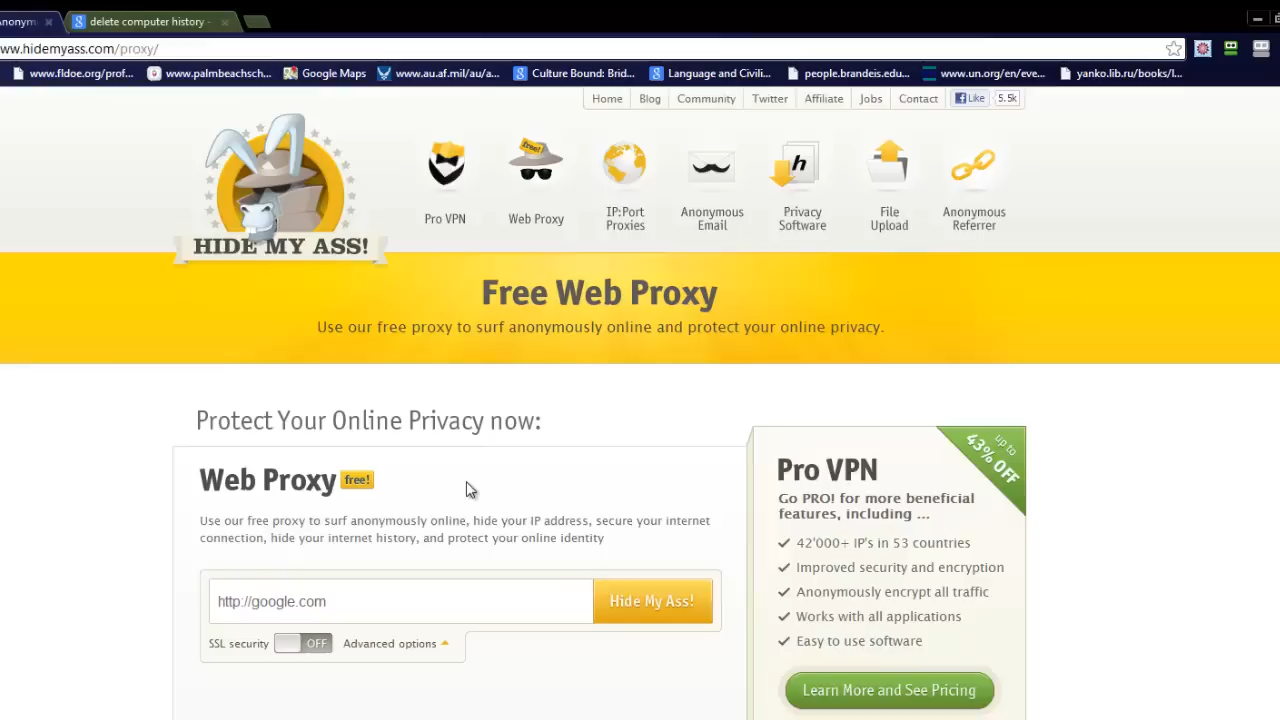 Anonym
delete computer history -
ww.hidemyass.com/proxy/
www.fldoe.org/prof...
www.palmbeachsch...
Google Maps
www.au.af.mil/au/a...
Culture Bound: Brid...
Language and Civili...
people.brandeis.edu...
www.un.org/en/eve...
yanko.lib.ru/books/l...
Home
Blog
Community
Twitter
Affiliate
Jobs
Contact
Like
5.5k
HIDE MY ASS!
Pro VPN
free!
Web Proxy
IP:Port
Proxies
Anonymous
Email
h
Privacy
Software
File
Upload
Anonymous
Referrer
Free Web Proxy
Use our free proxy to surf anonymously online and protect your online privacy.
Protect Your Online Privacy now:
Web Proxy free!
Use our free proxy to surf anonymously online, hide your IP address, secure your internet
connection, hide your internet history, and protect your online identity
http://google.com
Hide My Ass!
SSL security OFF Advanced options
up to
43% OFF
Pro VPN
Go PRO! for more beneficial
features, including ...
42'000+ IP's in 53 countries
Improved security and encryption
Anonymously encrypt all traffic
Works with all applications
Easy to use software
Learn More and See Pricing